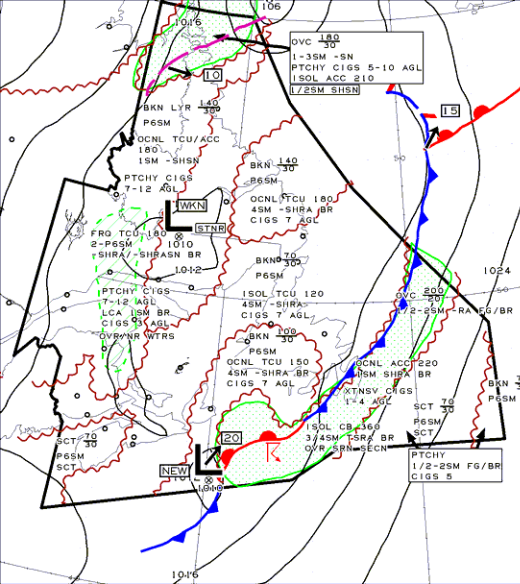 1016
106
OVC 180/30
1-3SM -SN
PTCHY CIGS 5-10 AGL
ISOL ACC 210
1/2SM SHSN
10
15
BKN LYR 140/30
P6SM
OCNL TCU/ACC
180
1SM -SHSN
PTCHY CIGS
7-12 AGL
BKN 140/30
P6SM
OCNL TCU 180
4SM -SHRA BR
CIGS 7 AGL
50
WKN
STNR
1010
FRQ TCU 180
2-P6SM
-SHRA/-SHRASN BR
1012
PTCHY CIGS
7-12 AGL
LCA 1SM BR
CIGS 3 AGL
OVR/NR WTRS
BKN 70/30
P6SM
ISOL TCU 120
4SM -SHRA
CIGS 7 AGL
1024
50
OVC 200/20
1/2-2SM -RA FG/BR
BKN 100/30
P6SM
OCNL TCU 150
4SM -SHRA BR
CIGS 7 AGL
OCNL ACC 220
1SM SHRA BR
XTNSV CIGS
1-4 AGL
BKN
P6SM
SCT 70/30
P6SM
SCT
SCT 70/30
P6SM
SCT
20
ISOL CB 360
3/4SM TSRA BR
OVR SRN SECN
PTCHY
1/2-2SM FG/BR
CIGS 5
NEW
1012
1010
40
1016